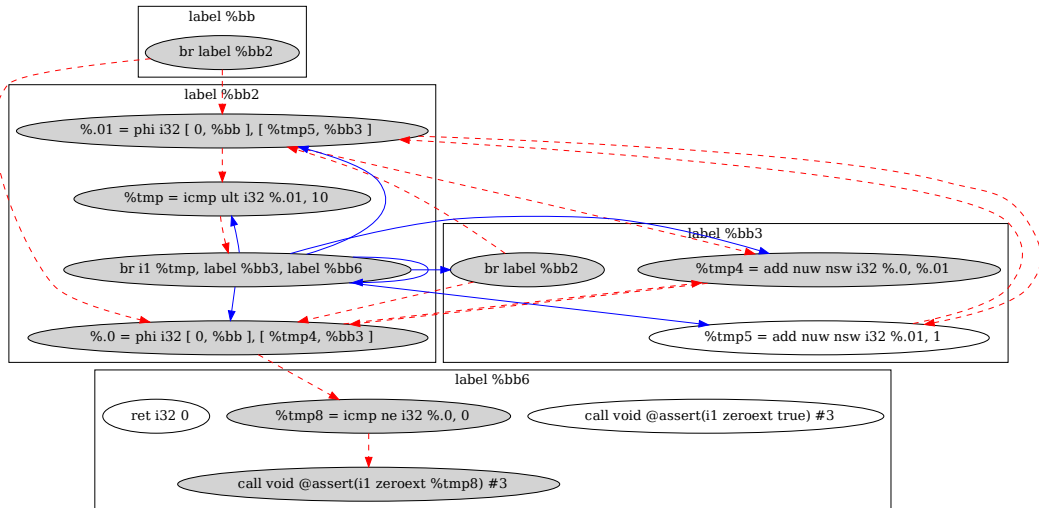 label %bb
br label %bb2
label %bb2
%.01 = phi i32 [ 0, %bb ], [ %tmp5, %bb3 ]
%tmp = icmp ult i32 %.01, 10
br i1 %tmp, label %bb3, label %bb6
%.0 = phi i32 [ 0, %bb ], [ %tmp4, %bb3 ]
label %bb3
br label %bb2
%tmp4 = add nuw nsw i32 %.0, %.01
%tmp5 = add nuw nsw i32 %.01, 1
label %bb6
ret i32 0
%tmp8 = icmp ne i32 %.0, 0
call void @assert(i1 zeroext true) #3
call void @assert(i1 zeroext %tmp8) #3